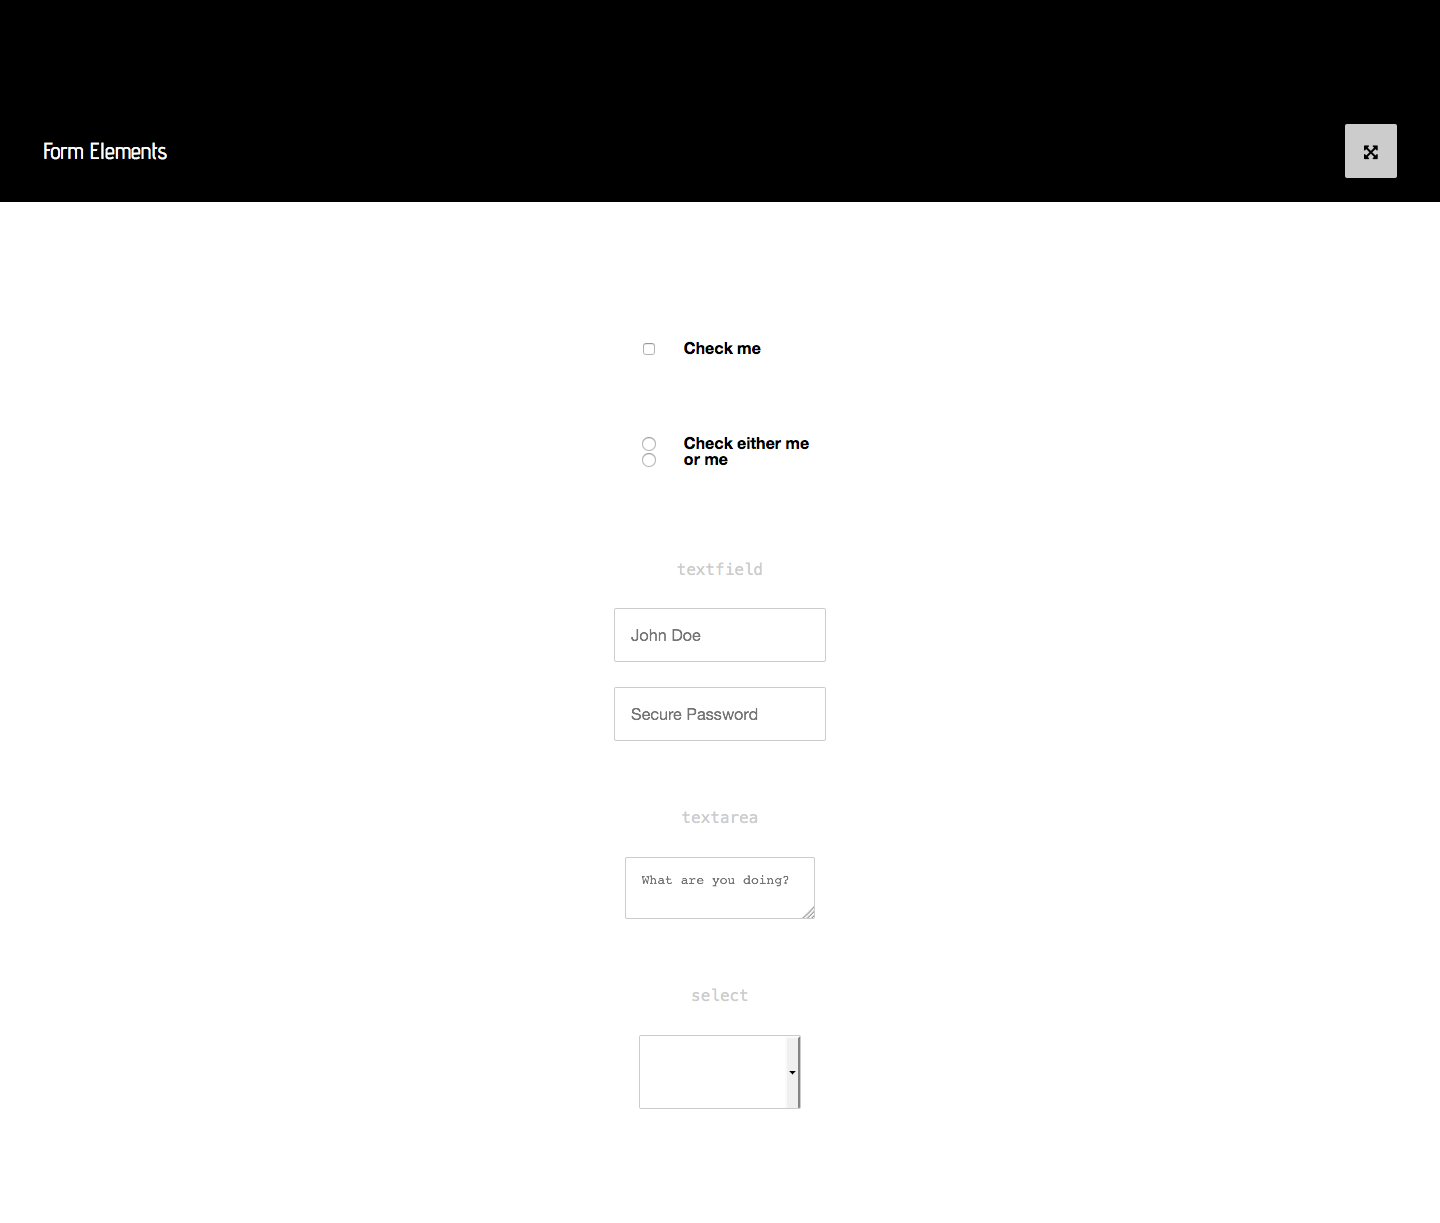 Form Elements
Check me
Check either me
or me
textfield
John Doe
Secure Password
textarea
What are you doing?
select